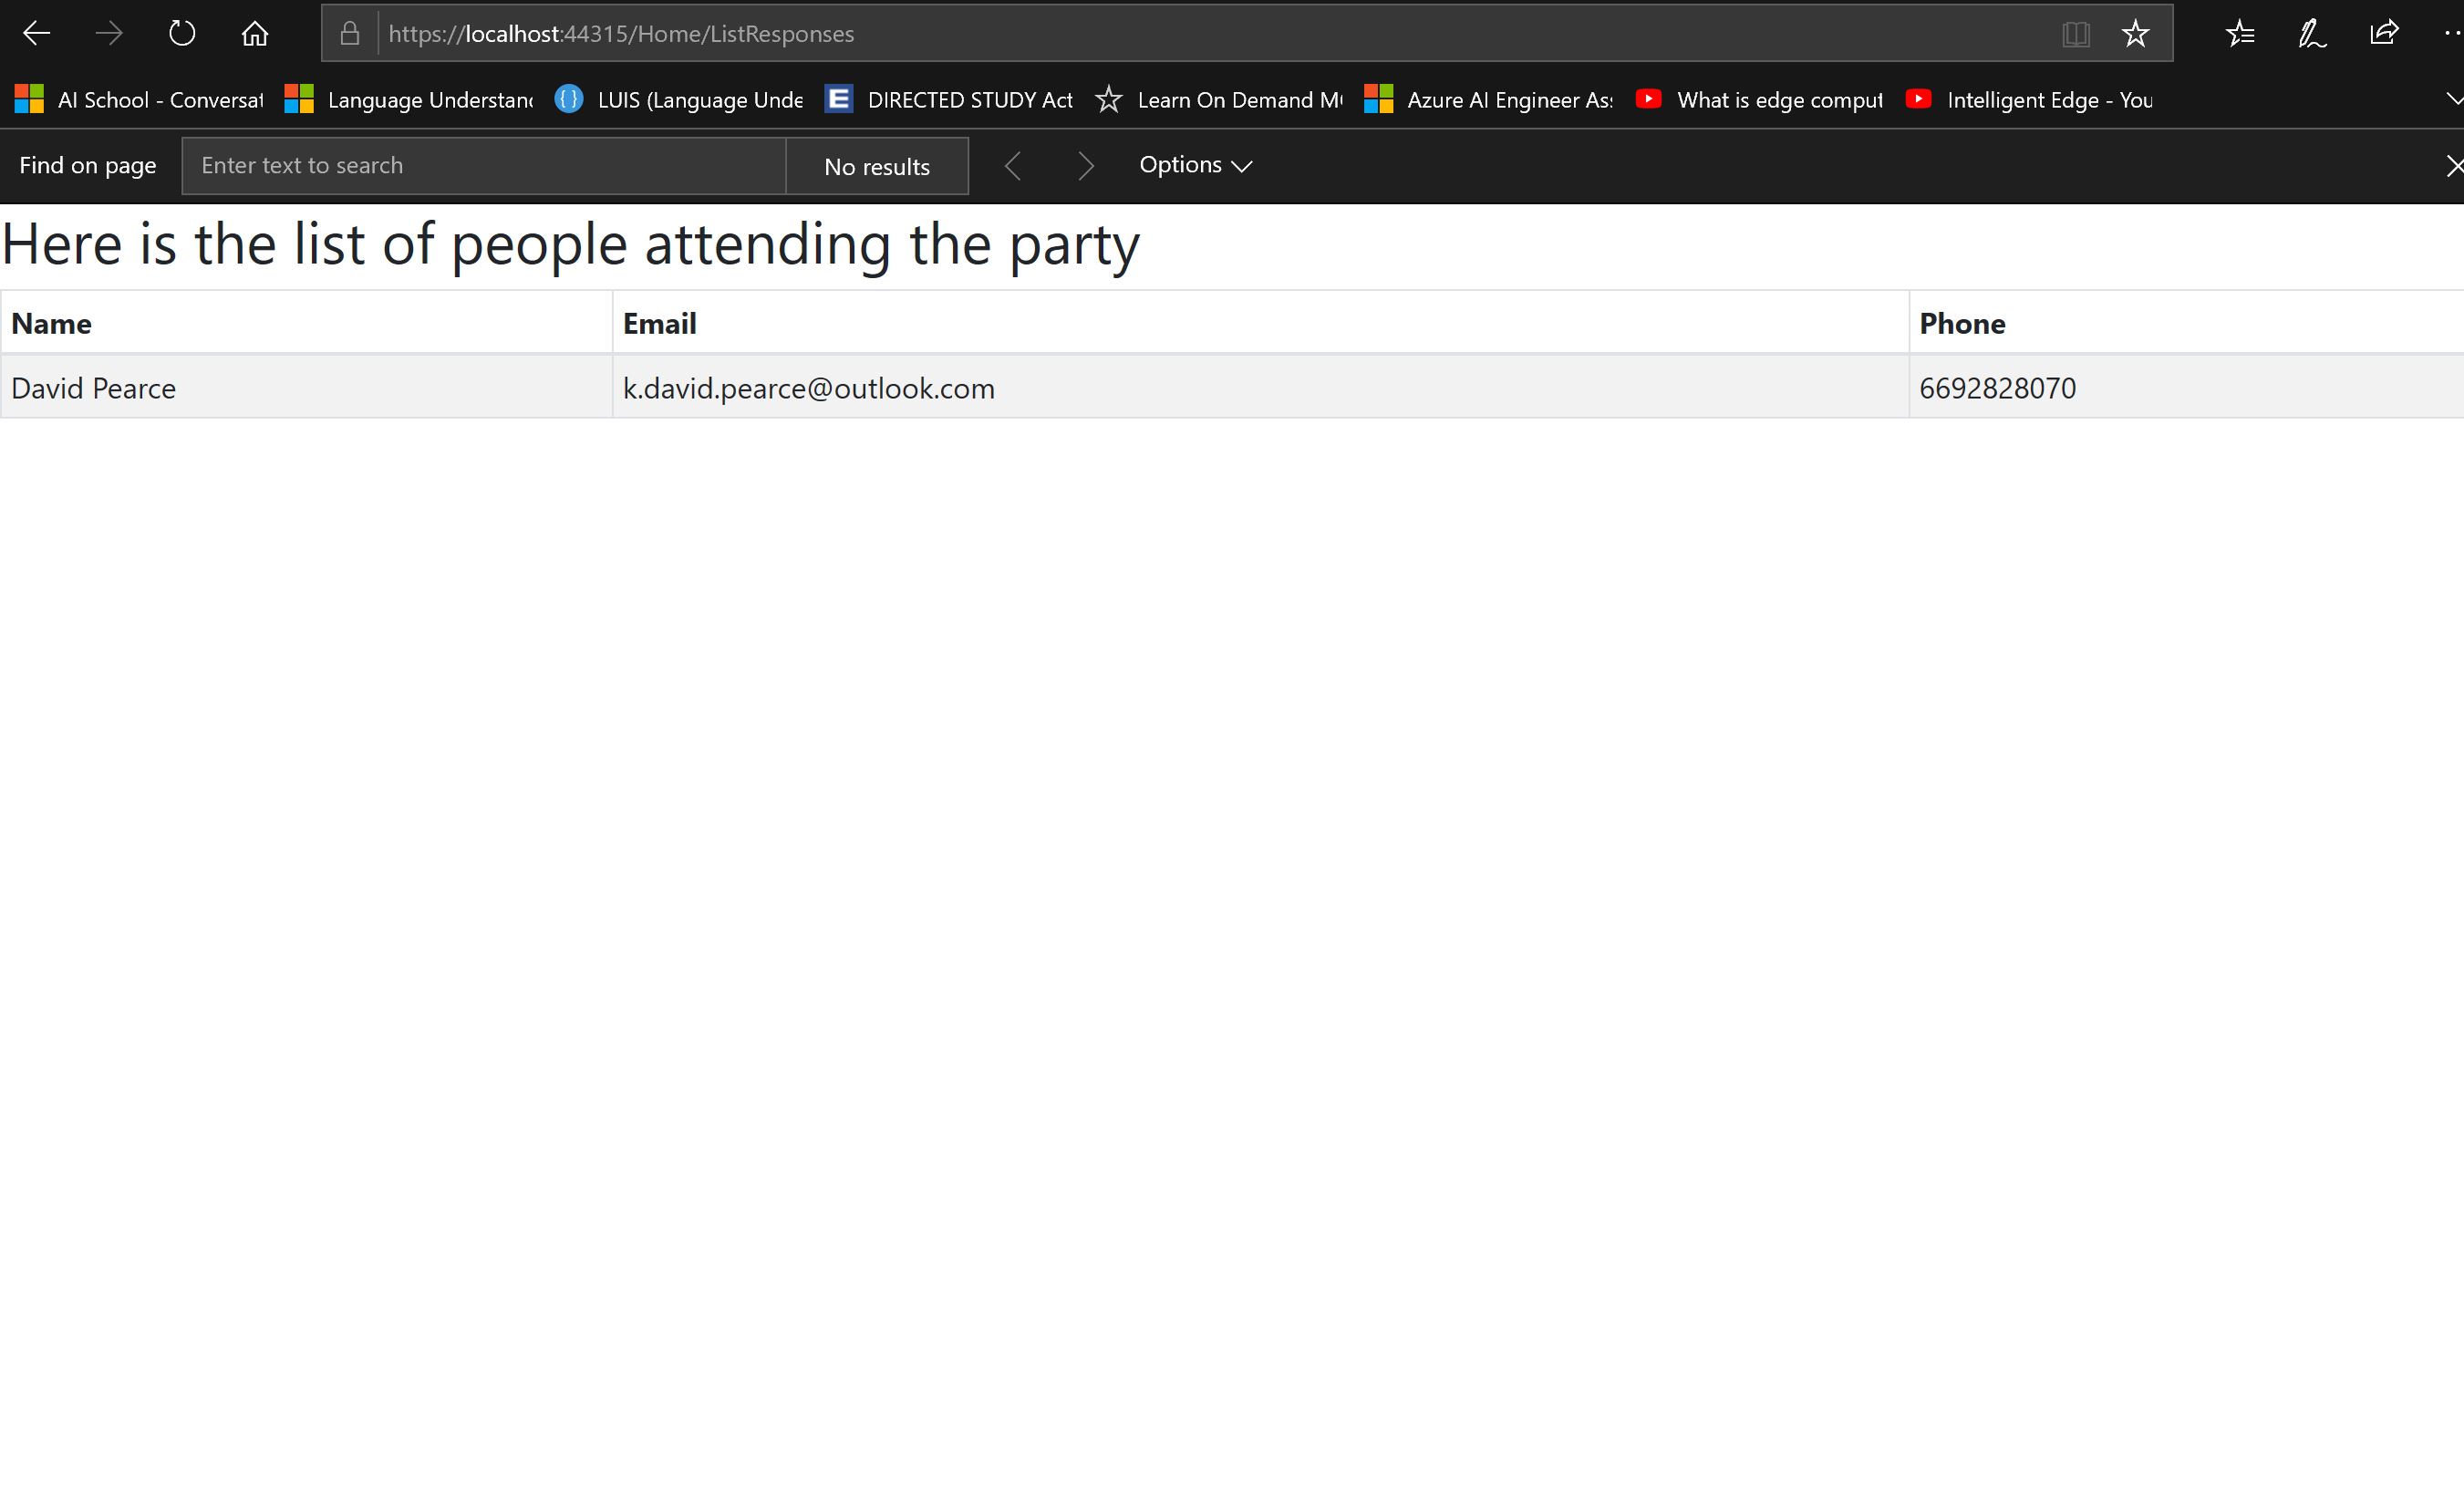 https://localhost:44315/Home/ListResponses
AI School - Conversat Language Understanc LUIS (Language Unde DIRECTED STUDY Act Learn On Demand M Azure AI Engineer As: What is edge comput Intelligent Edge - You
Find on page Enter text to search No results Options
Here is the list of people attending the party
Name Email Phone
David Pearce k.david.pearce@outlook.com 6692828070